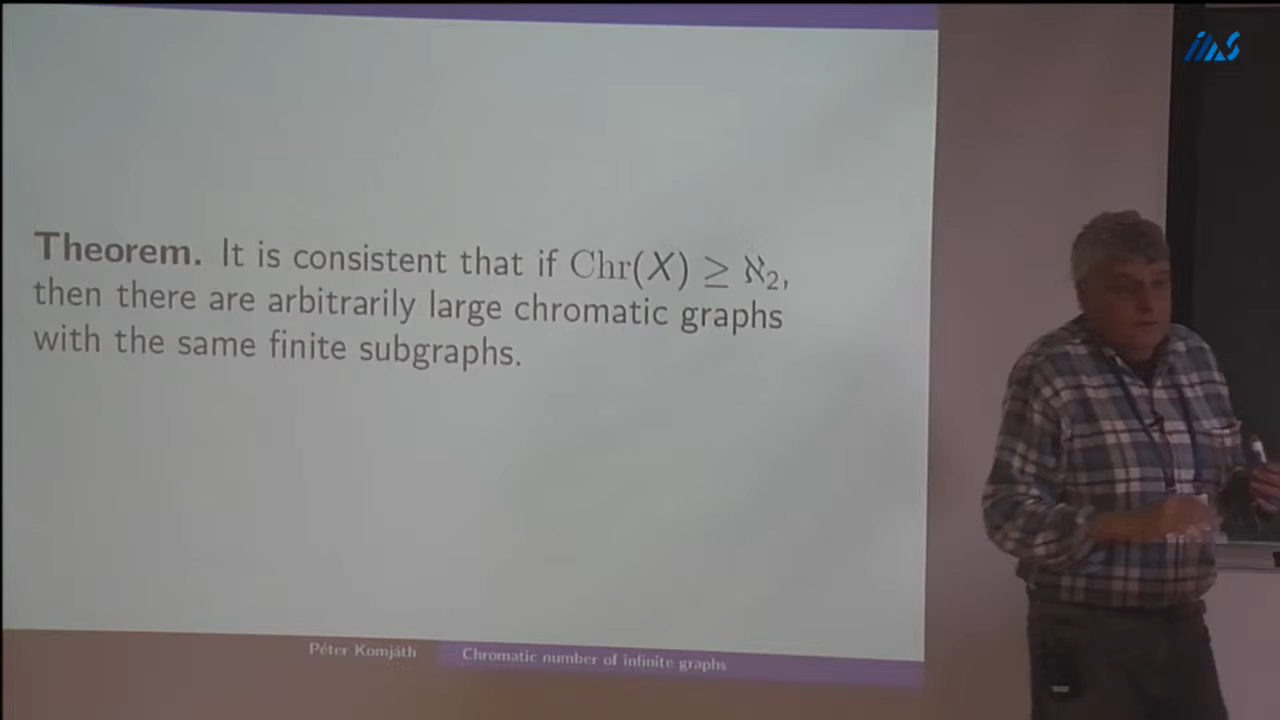 ims
Theorem. It is consistent that if Chr(X) ≥ ℵ₂,
then there are arbitrarily large chromatic graphs
with the same finite subgraphs.
Péter Komjáth
Chromatic number of infinite graphs